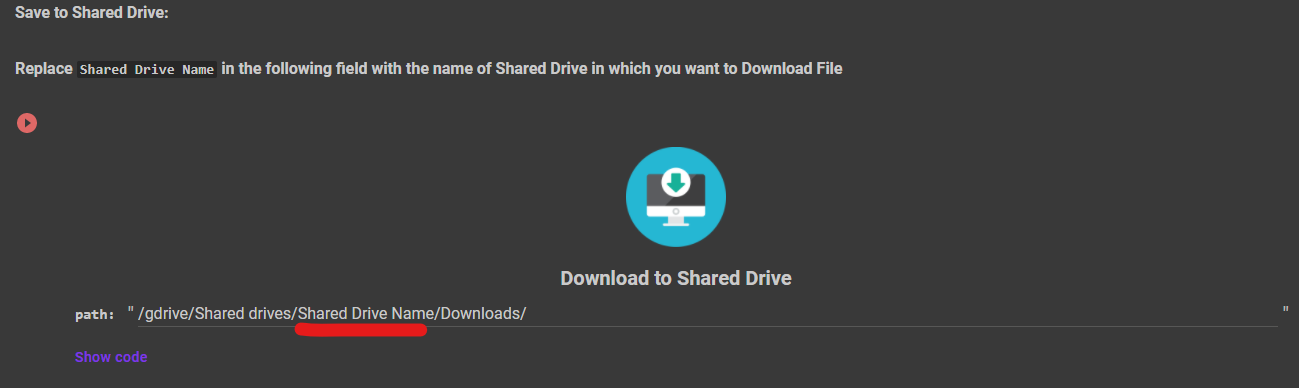 Save to Shared Drive:
Replace Shared Drive Name in the following field with the name of Shared Drive in which you want to Download File
Download to Shared Drive
path: " /gdrive/Shared drives/Shared Drive Name/Downloads/ "
Show code